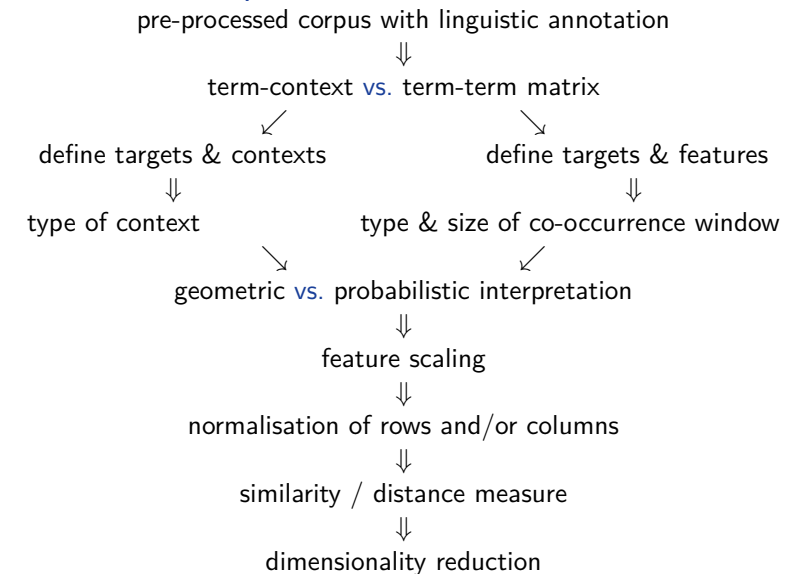 pre-processed corpus with linguistic annotation
⇓
term-context vs. term-term matrix
↙ ↘
define targets & contexts define targets & features
⇓ ⇓
type of context type & size of co-occurrence window
↘ ↙
geometric vs. probabilistic interpretation
⇓
feature scaling
⇓
normalisation of rows and/or columns
⇓
similarity / distance measure
⇓
dimensionality reduction